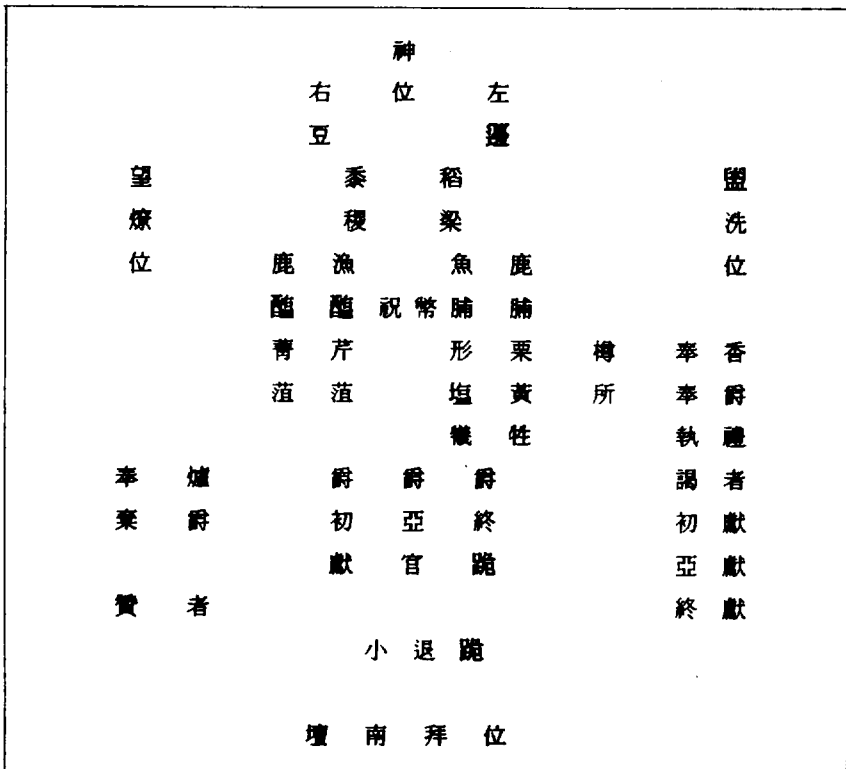 神
右 位 左
豆 籩
望 黍 稻 盥
燎 稷 梁 洗
位 鹿 漁 魚 鹿 位
醢 醢 祝 幣 脯 脯
菁 芹 形 栗 樽 奉 香
菹 菹 塩 黃 所 奉 爵
犧 牲 執 禮
奉 爐 爵 爵 爵 謁 者
棄 爵 初 亞 終 初 獻
獻 官 跪 亞 獻
贊 者 終 獻
小 退 跪
壇 南 拜 位